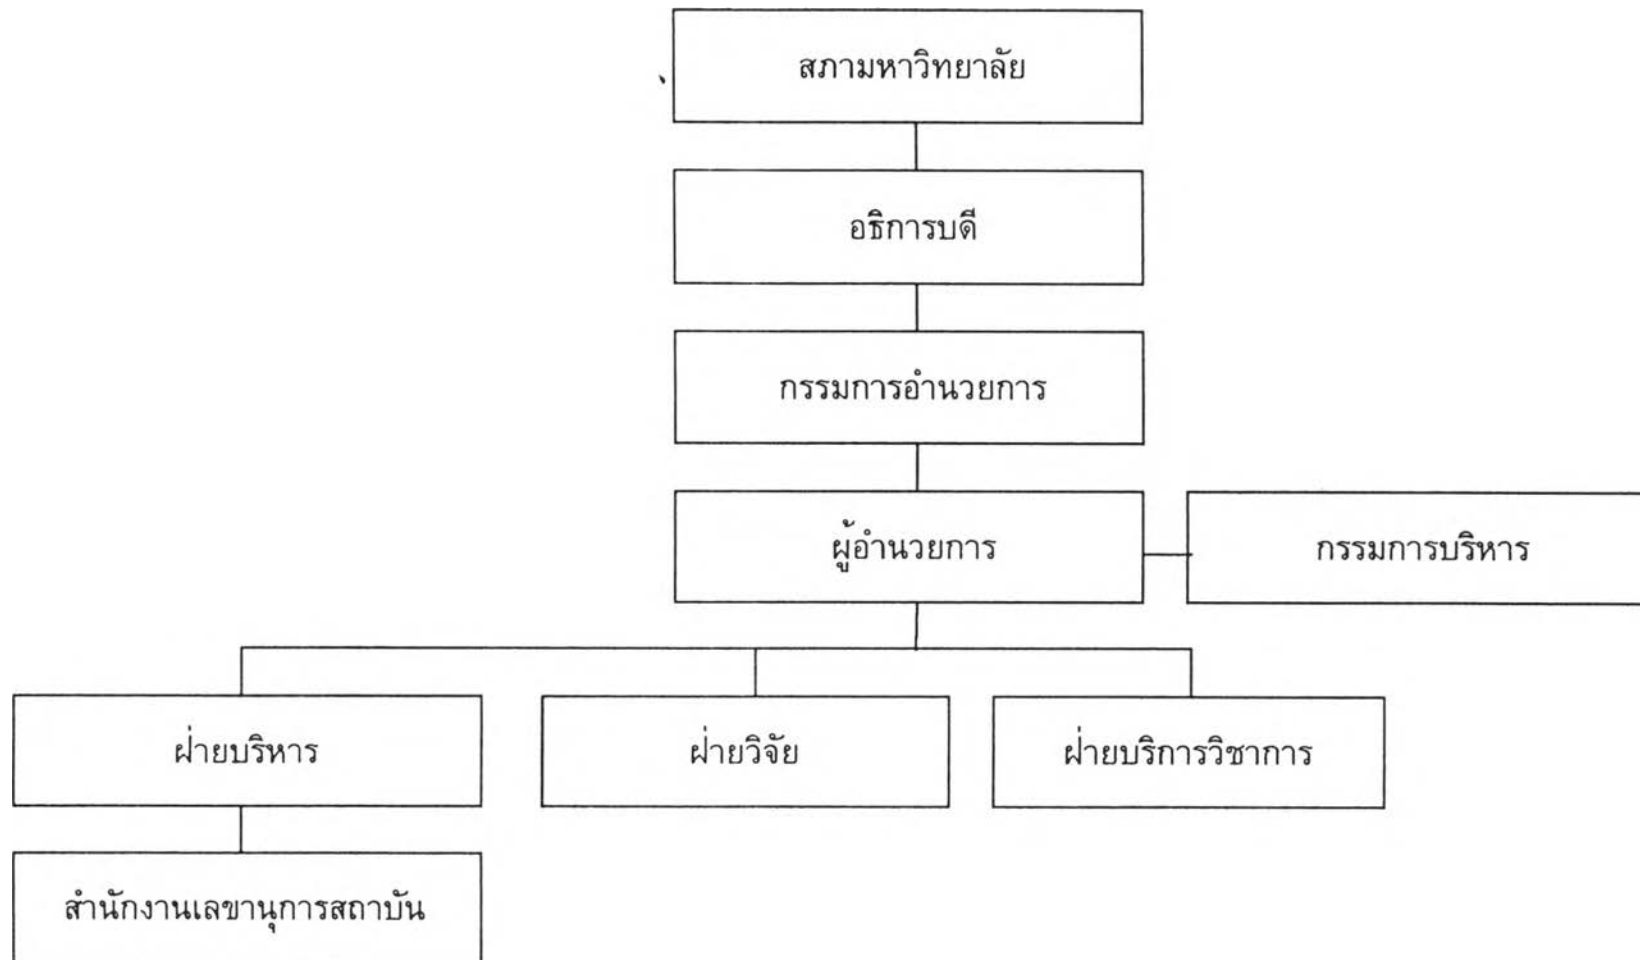 สภามหาวิทยาลัย
อธิการบดี
กรรมการอำนวยการ
ผู้อำนวยการ
กรรมการบริหาร
ฝ่ายบริหาร
ฝ่ายวิจัย
ฝ่ายบริการวิชาการ
สำนักงานเลขานุการสถาบัน